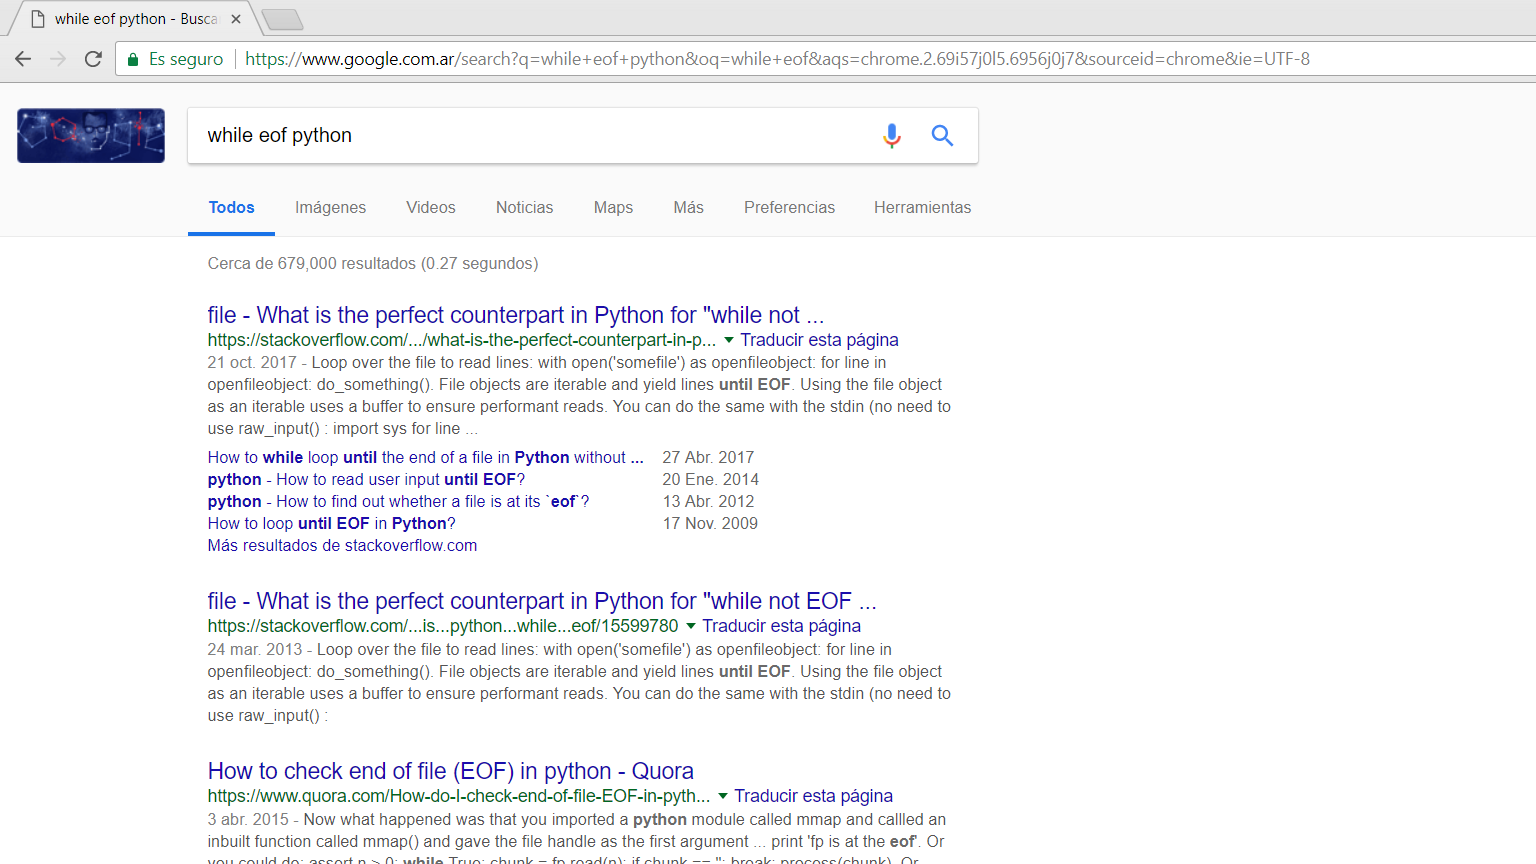 while eof python - Busca
Es seguro
https://www.google.com.ar/search?q=while+eof+python&oq=while+eof&aqs=chrome.2.69i57j0l5.6956j0j7&sourceid=chrome&ie=UTF-8
while eof python
Todos Imágenes Videos Noticias Maps Más Preferencias Herramientas
Cerca de 679,000 resultados (0.27 segundos)
file - What is the perfect counterpart in Python for "while not ...
https://stackoverflow.com/.../what-is-the-perfect-counterpart-in-p... Traducir esta página
21 oct. 2017 - Loop over the file to read lines: with open('somefile') as openfileobject: for line in
openfileobject: do_something(). File objects are iterable and yield lines until EOF. Using the file object
as an iterable uses a buffer to ensure performant reads. You can do the same with the stdin (no need to
use raw_input() : import sys for line ...
How to while loop until the end of a file in Python without ... 27 Abr. 2017
python - How to read user input until EOF? 20 Ene. 2014
python - How to find out whether a file is at its `eof`? 13 Abr. 2012
How to loop until EOF in Python? 17 Nov. 2009
Más resultados de stackoverflow.com
file - What is the perfect counterpart in Python for "while not EOF ...
https://stackoverflow.com/...is...python...while...eof/15599780 Traducir esta página
24 mar. 2013 - Loop over the file to read lines: with open('somefile') as openfileobject: for line in
openfileobject: do_something(). File objects are iterable and yield lines until EOF. Using the file object
as an iterable uses a buffer to ensure performant reads. You can do the same with the stdin (no need to
use raw_input() :
How to check end of file (EOF) in python - Quora
https://www.quora.com/How-do-I-check-end-of-file-EOF-in-pyth... Traducir esta página
3 abr. 2015 - Now what happened was that you imported a python module called mmap and callled an
inbuilt function called mmap() and gave the file handle as the first argument ... print 'fp is at the eof'. Or
you could do: assert n > 0; while True: chunk = fp.read(n); if chunk == '': break; process(chunk). Or